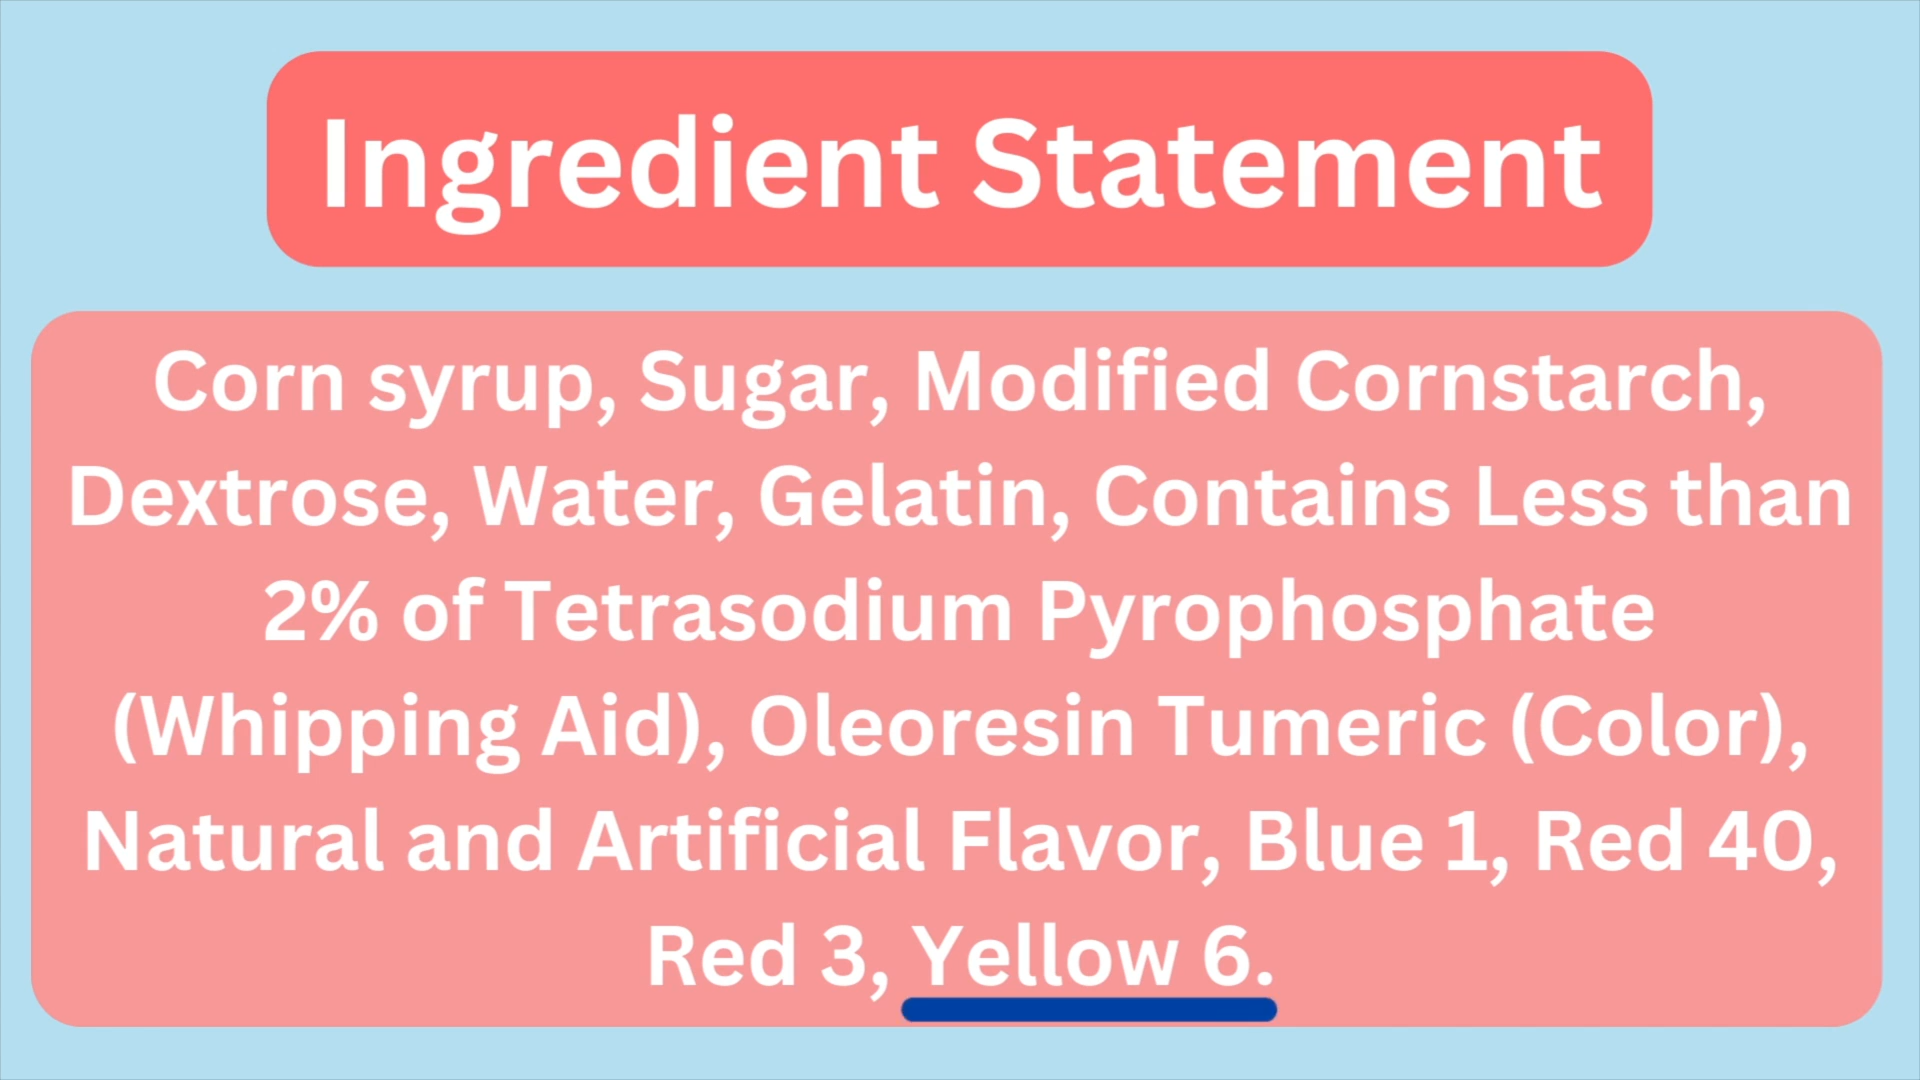 Ingredient Statement
Corn syrup, Sugar, Modified Cornstarch,
Dextrose, Water, Gelatin, Contains Less than
2% of Tetrasodium Pyrophosphate
(Whipping Aid), Oleoresin Tumeric (Color),
Natural and Artificial Flavor, Blue 1, Red 40,
Red 3, Yellow 6.